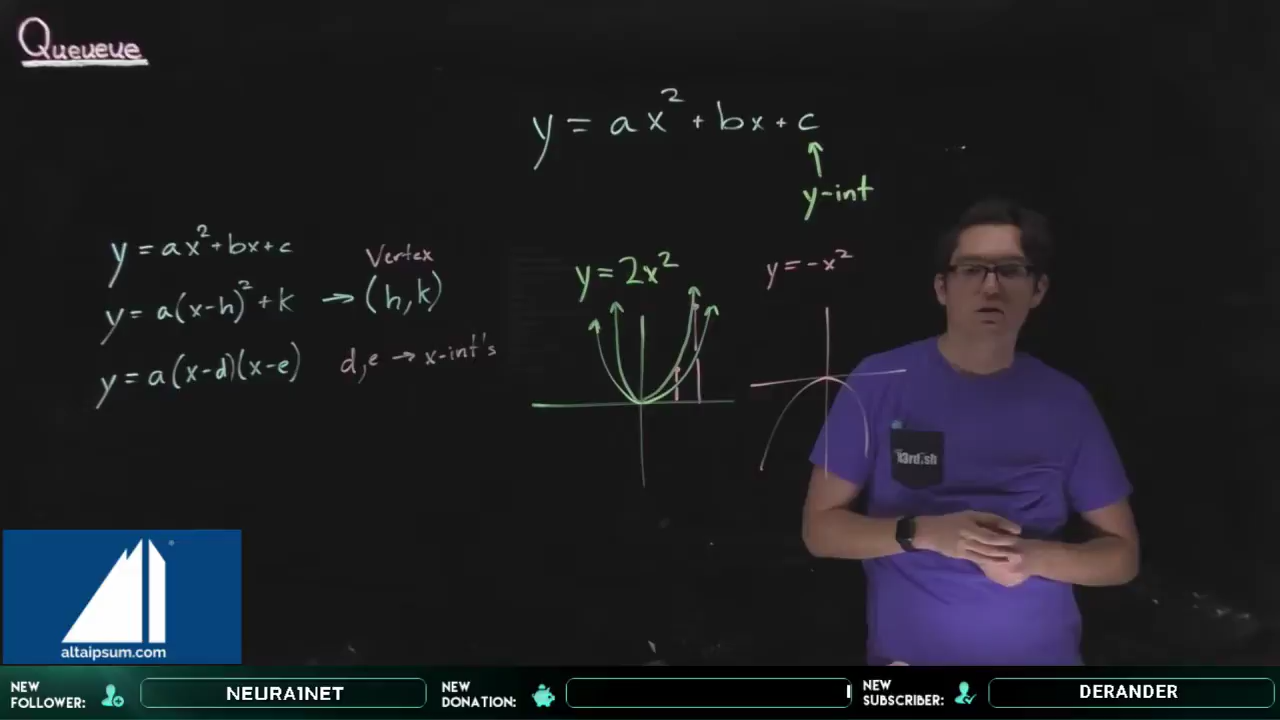 Queueue
y = ax² + bx + c
y-int
y = ax² + bx + c
y = a(x-h)² + k → (h, k)
Vertex
y = a(x-d)(x-e)
d,e → x-int's
y = 2x²
y = -x²
altaipsum.com
NEW FOLLOWER:
NEURA1NET
NEW DONATION:
NEW SUBSCRIBER:
DERANDER